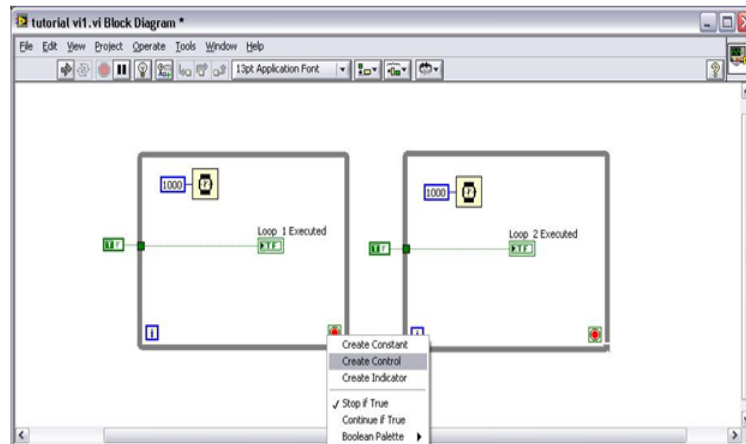 tutorial vi1.vi Block Diagram *
File Edit View Project Operate Tools Window Help
13pt Application Font
1000
1000
Loop 1 Executed
Loop 2 Executed
TF
TF
TF
TF
i
i
Create Constant
Create Control
Create Indicator
Stop if True
Continue if True
Boolean Palette